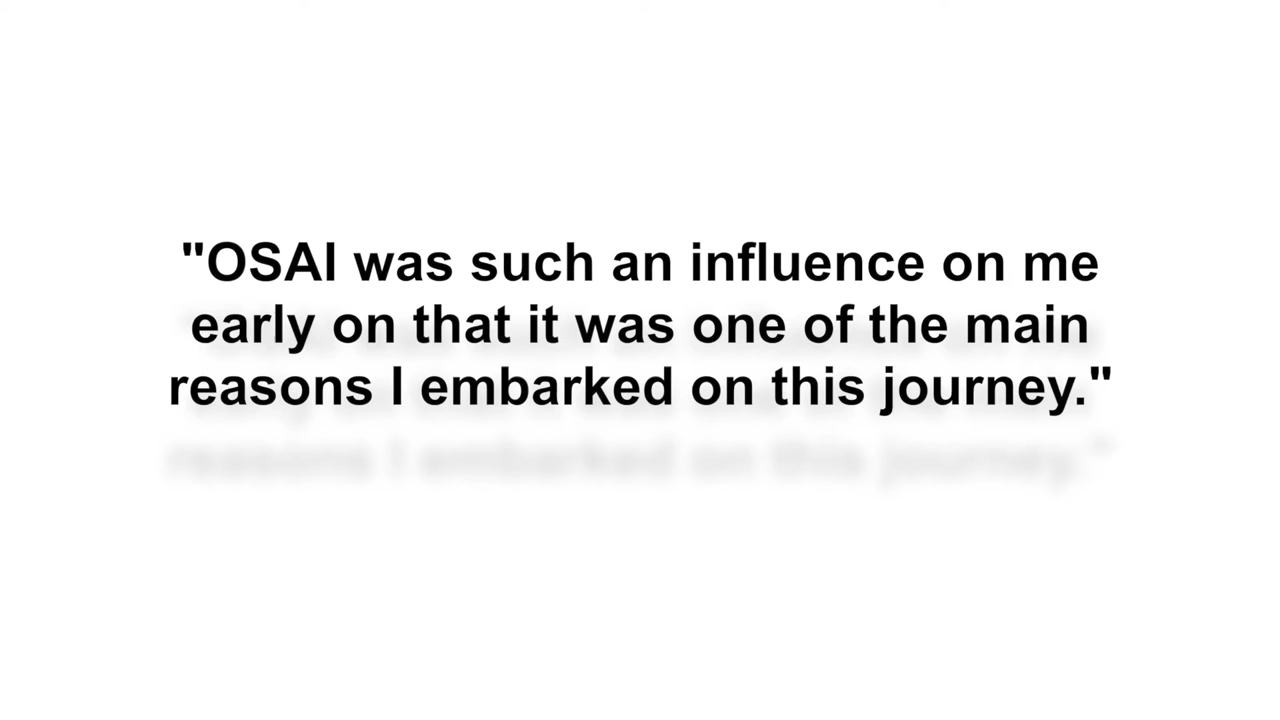 "OSAI was such an influence on me
early on that it was one of the main
reasons I embarked on this journey."